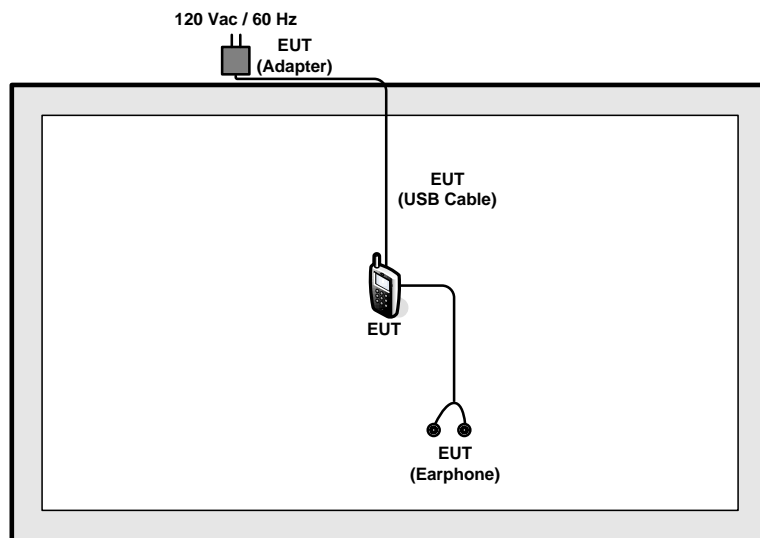 120 Vac / 60 Hz
EUT
(Adapter)
EUT
(USB Cable)
EUT
EUT
(Earphone)